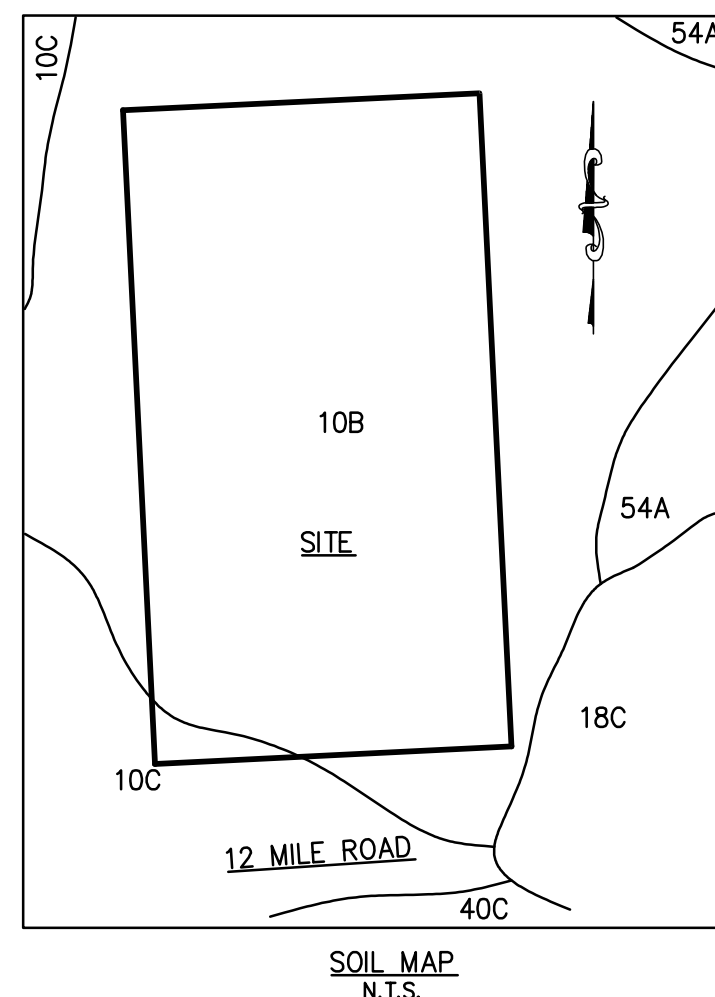 10C
54A
10B
54A
SITE
18C
10C
12 MILE ROAD
40C
SOIL MAP
N.T.S.